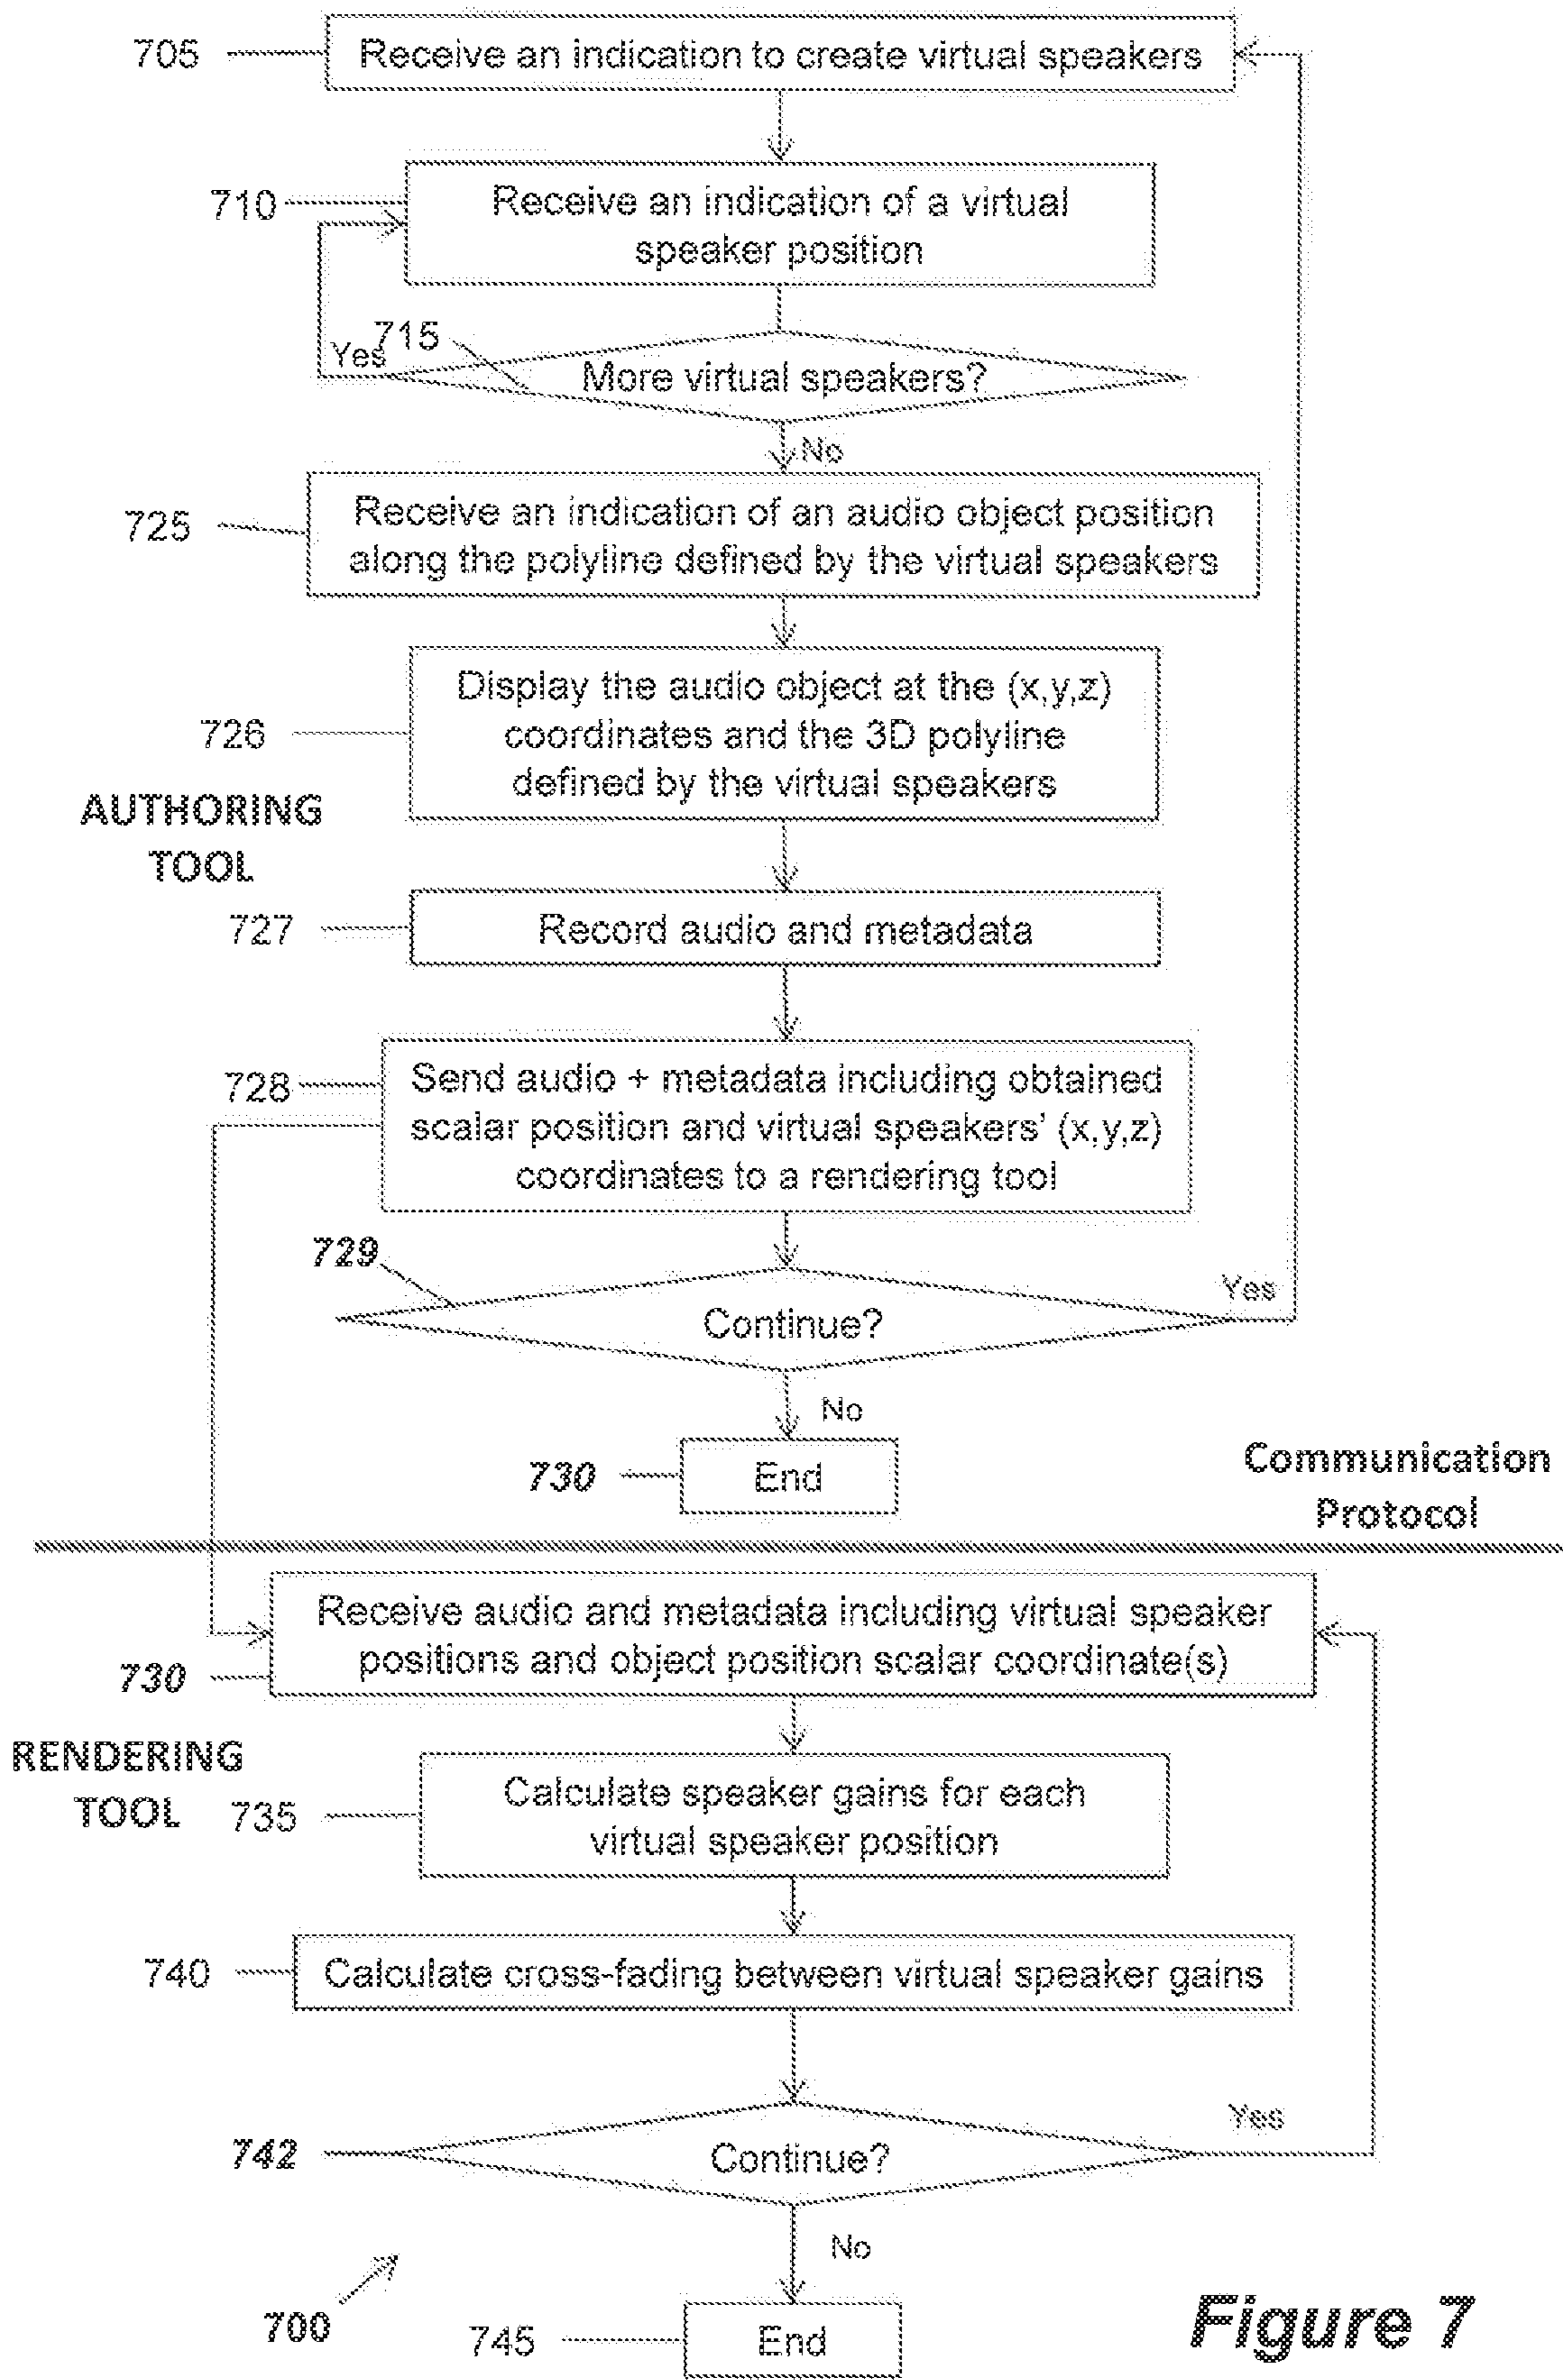 705
Receive an indication to create virtual speakers
710
Receive an indication of a virtual
speaker position
715
Yes
More virtual speakers?
No
725
Receive an indication of an audio object position
along the polyline defined by the virtual speakers
726
Display the audio object at the (x,y,z)
coordinates and the 3D polyline
defined by the virtual speakers
AUTHORING
TOOL
727
Record audio and metadata
728
Send audio + metadata including obtained
scalar position and virtual speakers' (x,y,z)
coordinates to a rendering tool
729
Continue?
Yes
No
730
End
Communication
Protocol
Receive audio and metadata including virtual speaker
positions and object position scalar coordinate(s)
730
RENDERING
TOOL
735
Calculate speaker gains for each
virtual speaker position
740
Calculate cross-fading between virtual speaker gains
742
Continue?
Yes
No
700
745
End
Figure 7